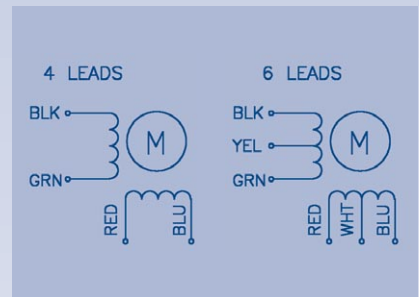 4 LEADS
BLK
M
GRN
RED
BLU
6 LEADS
BLK
YEL
M
GRN
RED
WHT
BLU